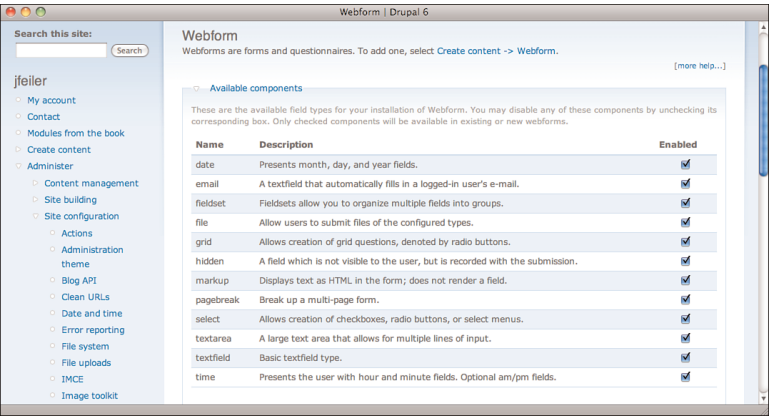 Webform | Drupal 6
Search this site:
Search
jfeiler
My account
Contact
Modules from the book
Create content
Administer
Content management
Site building
Site configuration
Actions
Administration
theme
Blog API
Clean URLs
Date and time
Error reporting
File system
File uploads
IMCE
Image toolkit
Webform
Webforms are forms and questionnaires. To add one, select Create content -> Webform.
[more help...]
Available components
These are the available field types for your installation of Webform. You may disable any of these components by unchecking its
corresponding box. Only checked components will be available in existing or new webforms.
Name Description Enabled
date Presents month, day, and year fields.
email A textfield that automatically fills in a logged-in user's e-mail.
fieldset Fieldsets allow you to organize multiple fields into groups.
file Allow users to submit files of the configured types.
grid Allows creation of grid questions, denoted by radio buttons.
hidden A field which is not visible to the user, but is recorded with the submission.
markup Displays text as HTML in the form; does not render a field.
pagebreak Break up a multi-page form.
select Allows creation of checkboxes, radio buttons, or select menus.
textarea A large text area that allows for multiple lines of input.
textfield Basic textfield type.
time Presents the user with hour and minute fields. Optional am/pm fields.